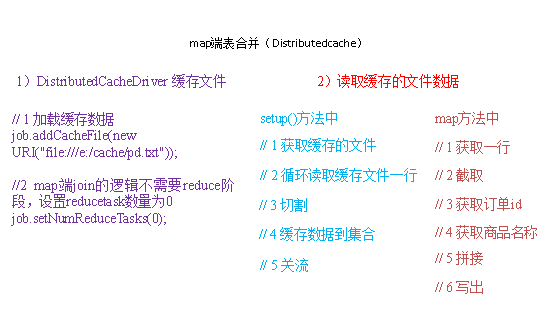 map端表合并（Distributedcache）
1）DistributedCacheDriver 缓存文件
// 1 加载缓存数据
job.addCacheFile(new
URI("file:///e:/cache/pd.txt"));
//2  map端join的逻辑不需要reduce阶
段，设置reducetask数量为0
job.setNumReduceTasks(0);
2）读取缓存的文件数据
setup()方法中
// 1 获取缓存的文件
// 2 循环读取缓存文件一行
// 3 切割
// 4 缓存数据到集合
// 5 关流
map方法中
// 1 获取一行
// 2 截取
// 3 获取订单id
// 4 获取商品名称
// 5 拼接
// 6 写出